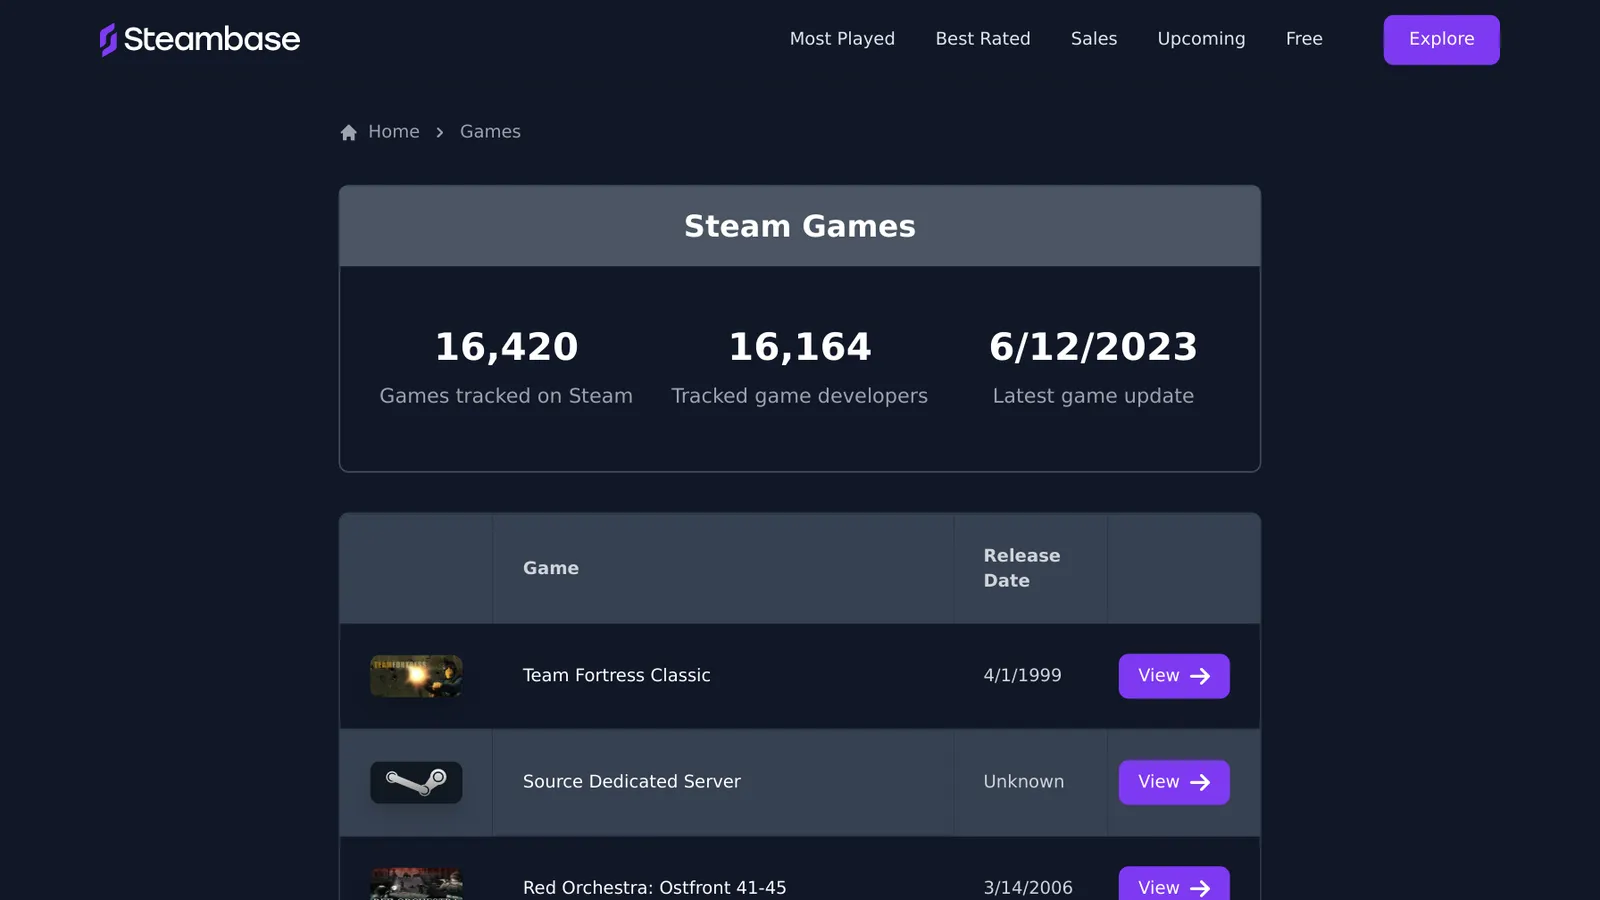 Steambase
Most Played
Best Rated
Sales
Upcoming
Free
Explore
Home
Games
Steam Games
16,420
Games tracked on Steam
16,164
Tracked game developers
6/12/2023
Latest game update
Game
Release
Date
TEAMFORTRESS
Team Fortress Classic
4/1/1999
View
Source Dedicated Server
Unknown
View
Red Orchestra: Ostfront 41-45
3/14/2006
View